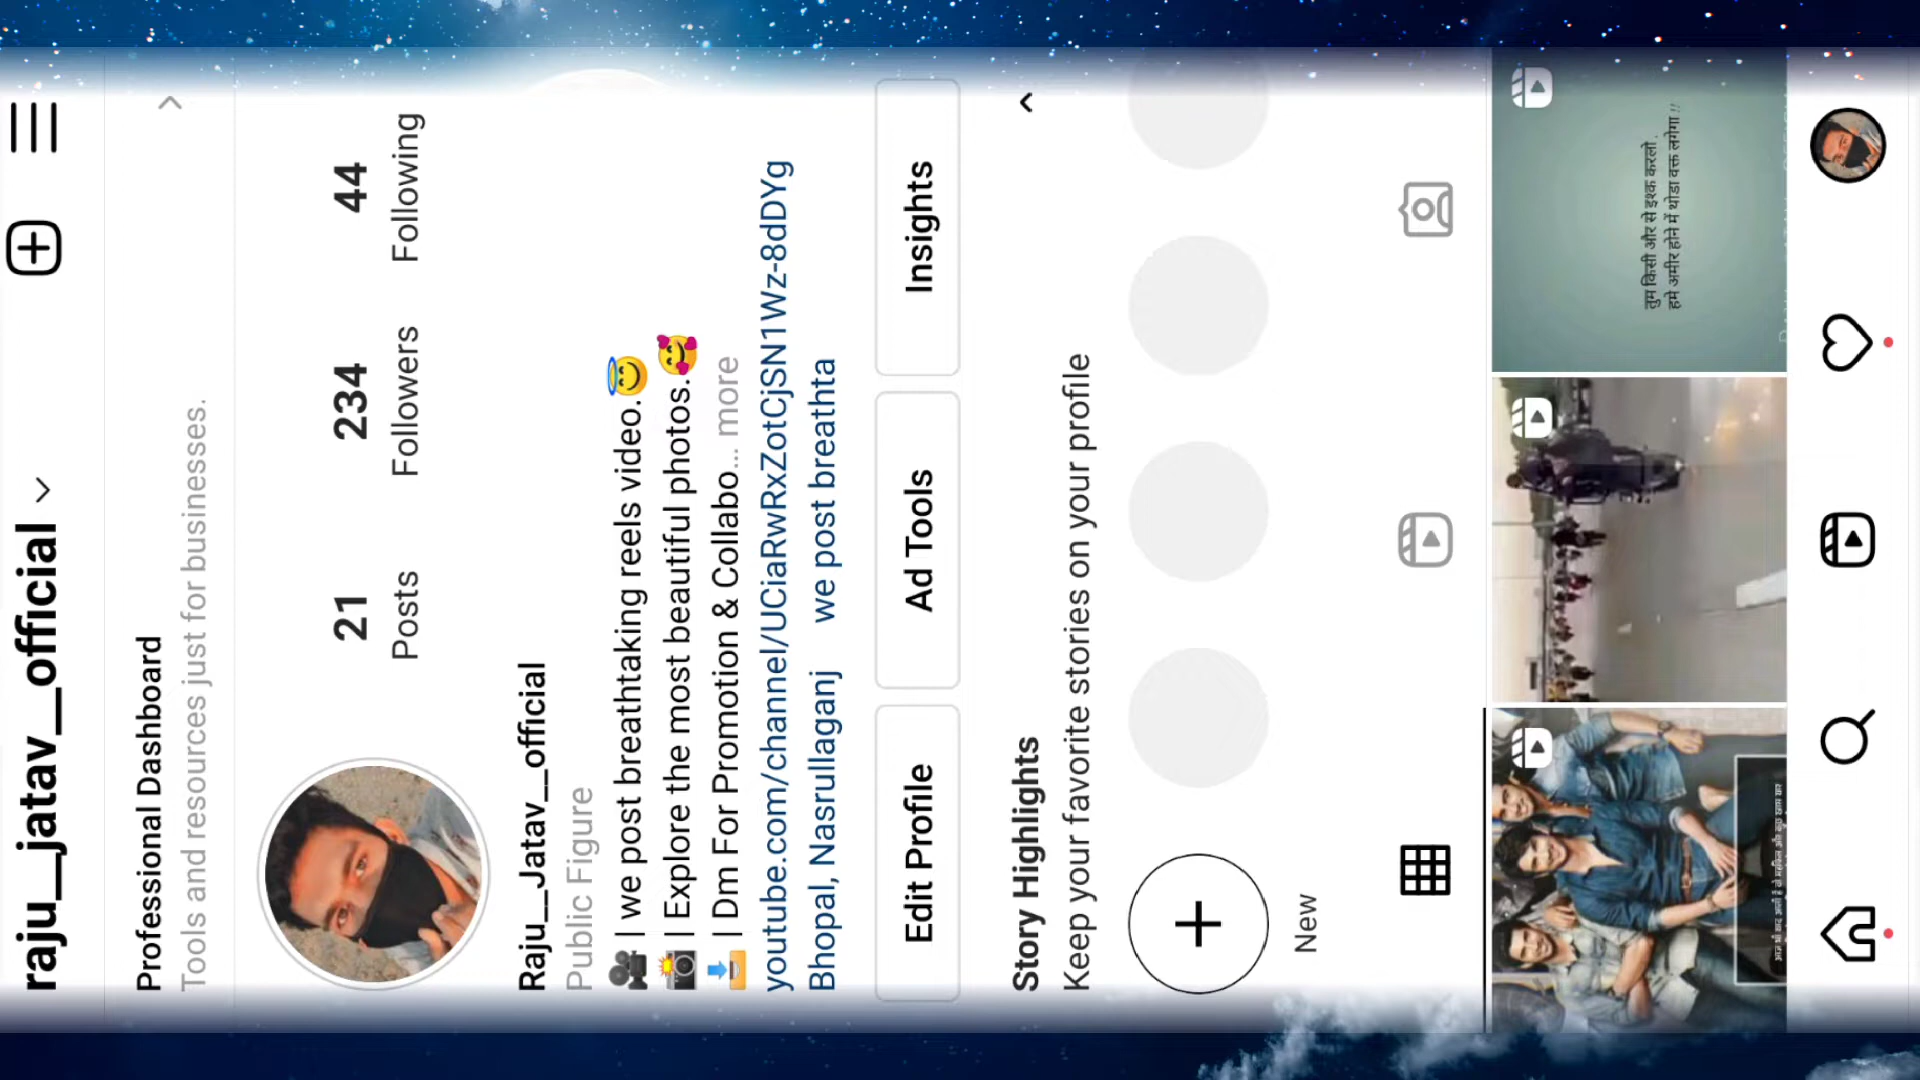 raju__jatav__official
Professional Dashboard
Tools and resources just for businesses.
21
Posts
234
Followers
44
Following
Raju__Jatav__official
Public Figure
🎥 | we post breathtaking reels video.😇
📸 | Explore the most beautiful photos.🥰
📥 | Dm For Promotion & Collabo... more
youtube.com/channel/UCiaRwRxZotCjSN1Wz-8dDYg
Bhopal, Nasrullaganj we post breathta
Edit Profile
Ad Tools
Insights
Story Highlights
Keep your favorite stories on your profile
New
तुम किसी और से इश्क करलो .
हमे अमीर होने में थोडा वक्त लगेगा !!